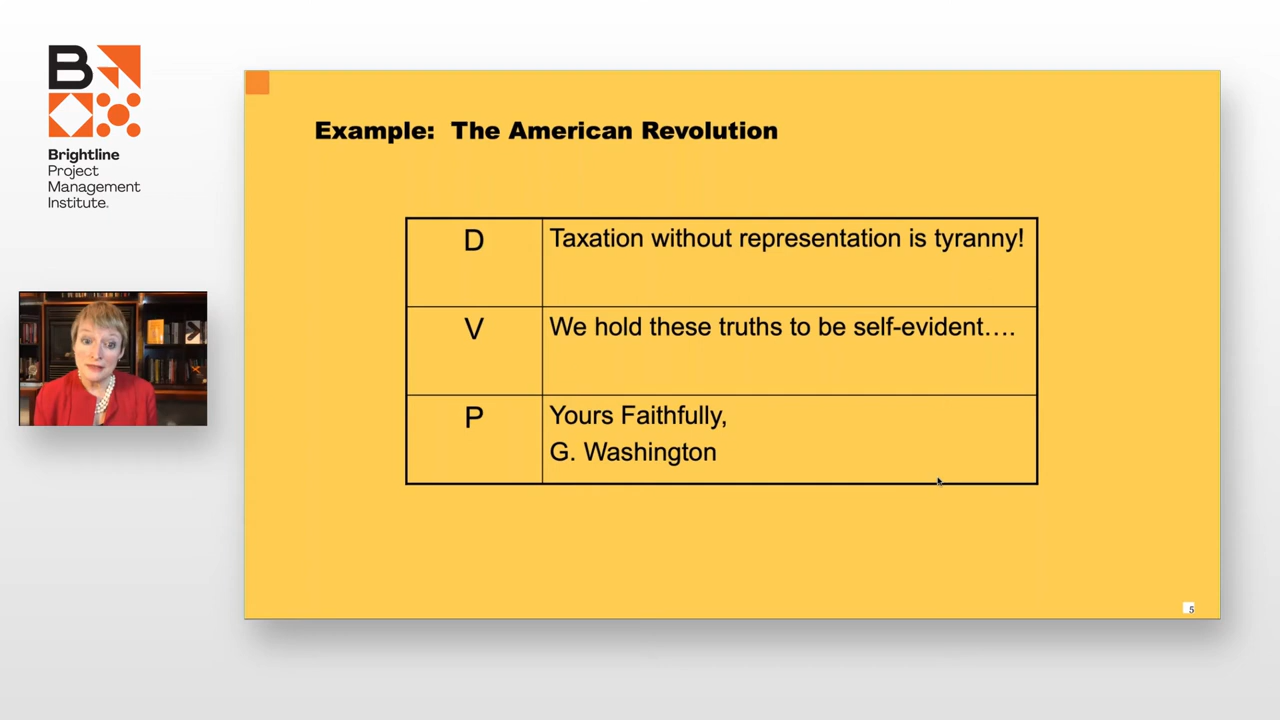 B
Brightline
Project
Management
Institute.
Example: The American Revolution
D
Taxation without representation is tyranny!
V
We hold these truths to be self-evident….
P
Yours Faithfully,
G. Washington
5